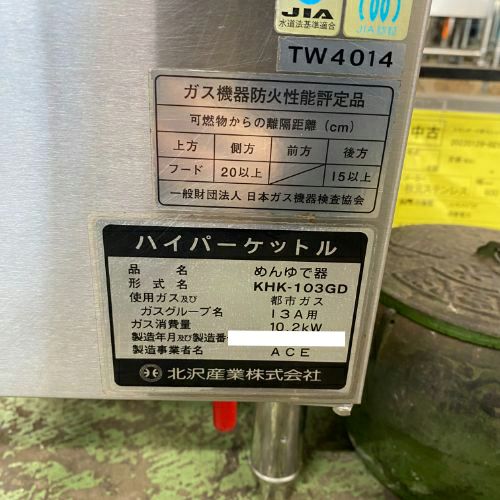 JIA
水道法基準適合
JIA認証
TW4014
ガス機器防火性能評定品
可燃物からの離隔距離(cm)
上方 側方 前方 後方
フード 20以上 15以上
一般財団法人 日本ガス機器検査協会
ハイパーケットル
品名 めんゆで器
形式名 KHK-103GD
使用ガス及び 都市ガス
ガスグループ名 13A用
ガス消費量 10.2kW
製造年月及び製造番
製造事業者名 ACE
北沢産業株式会社
中古